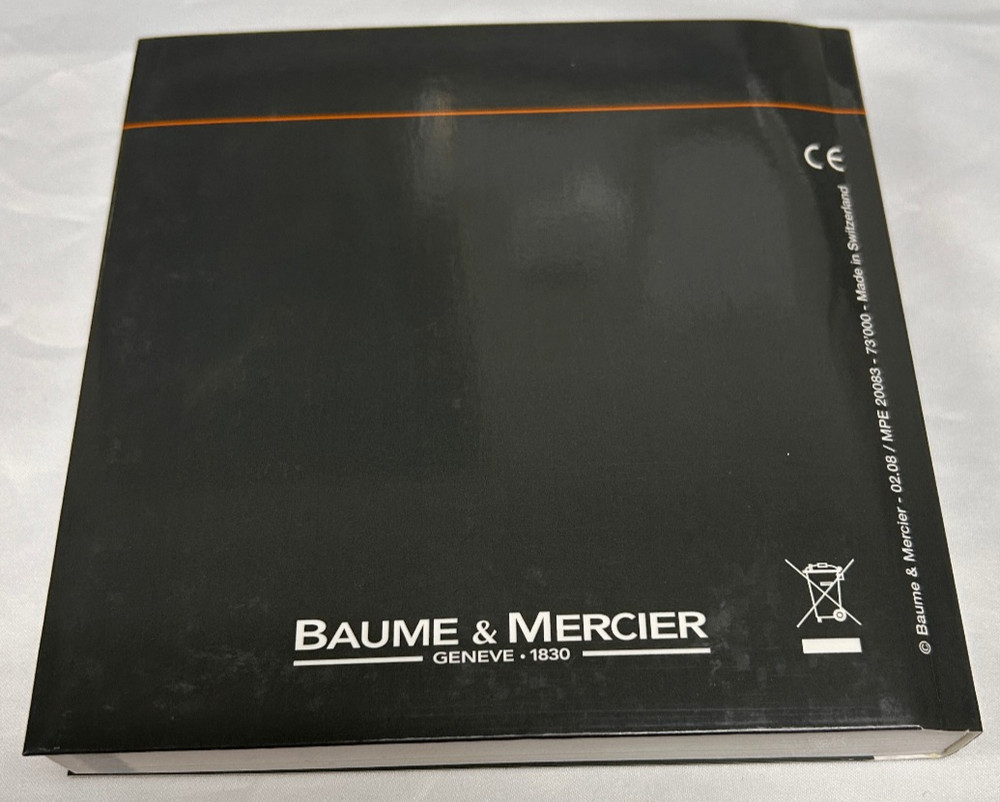 CE
© Baume & Mercier - 02.08 / MPE 20083 - 73'000 - Made in Switzerland
BAUME & MERCIER
GENEVE • 1830